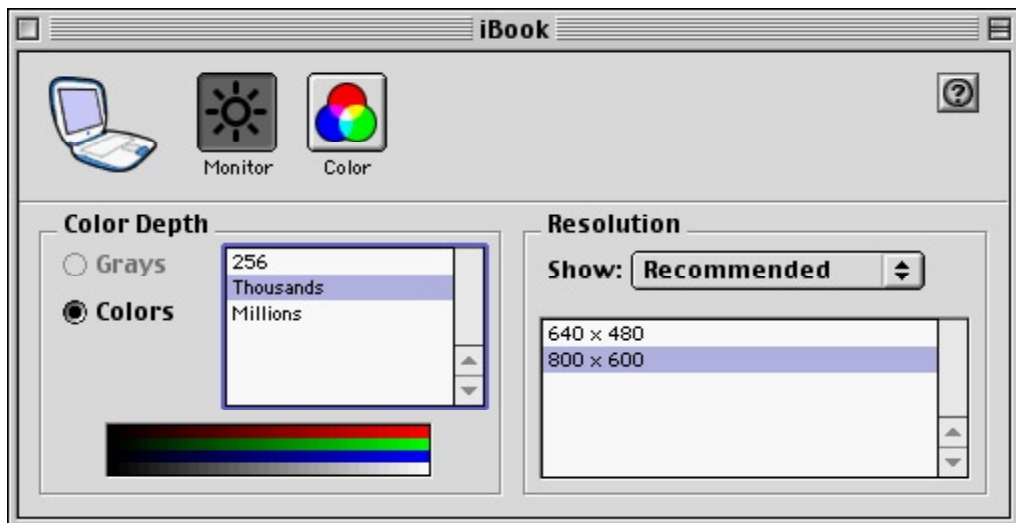 iBook
Monitor
Color
?
Color Depth
Grays
Colors
256
Thousands
Millions
Resolution
Show: Recommended
640 × 480
800 × 600